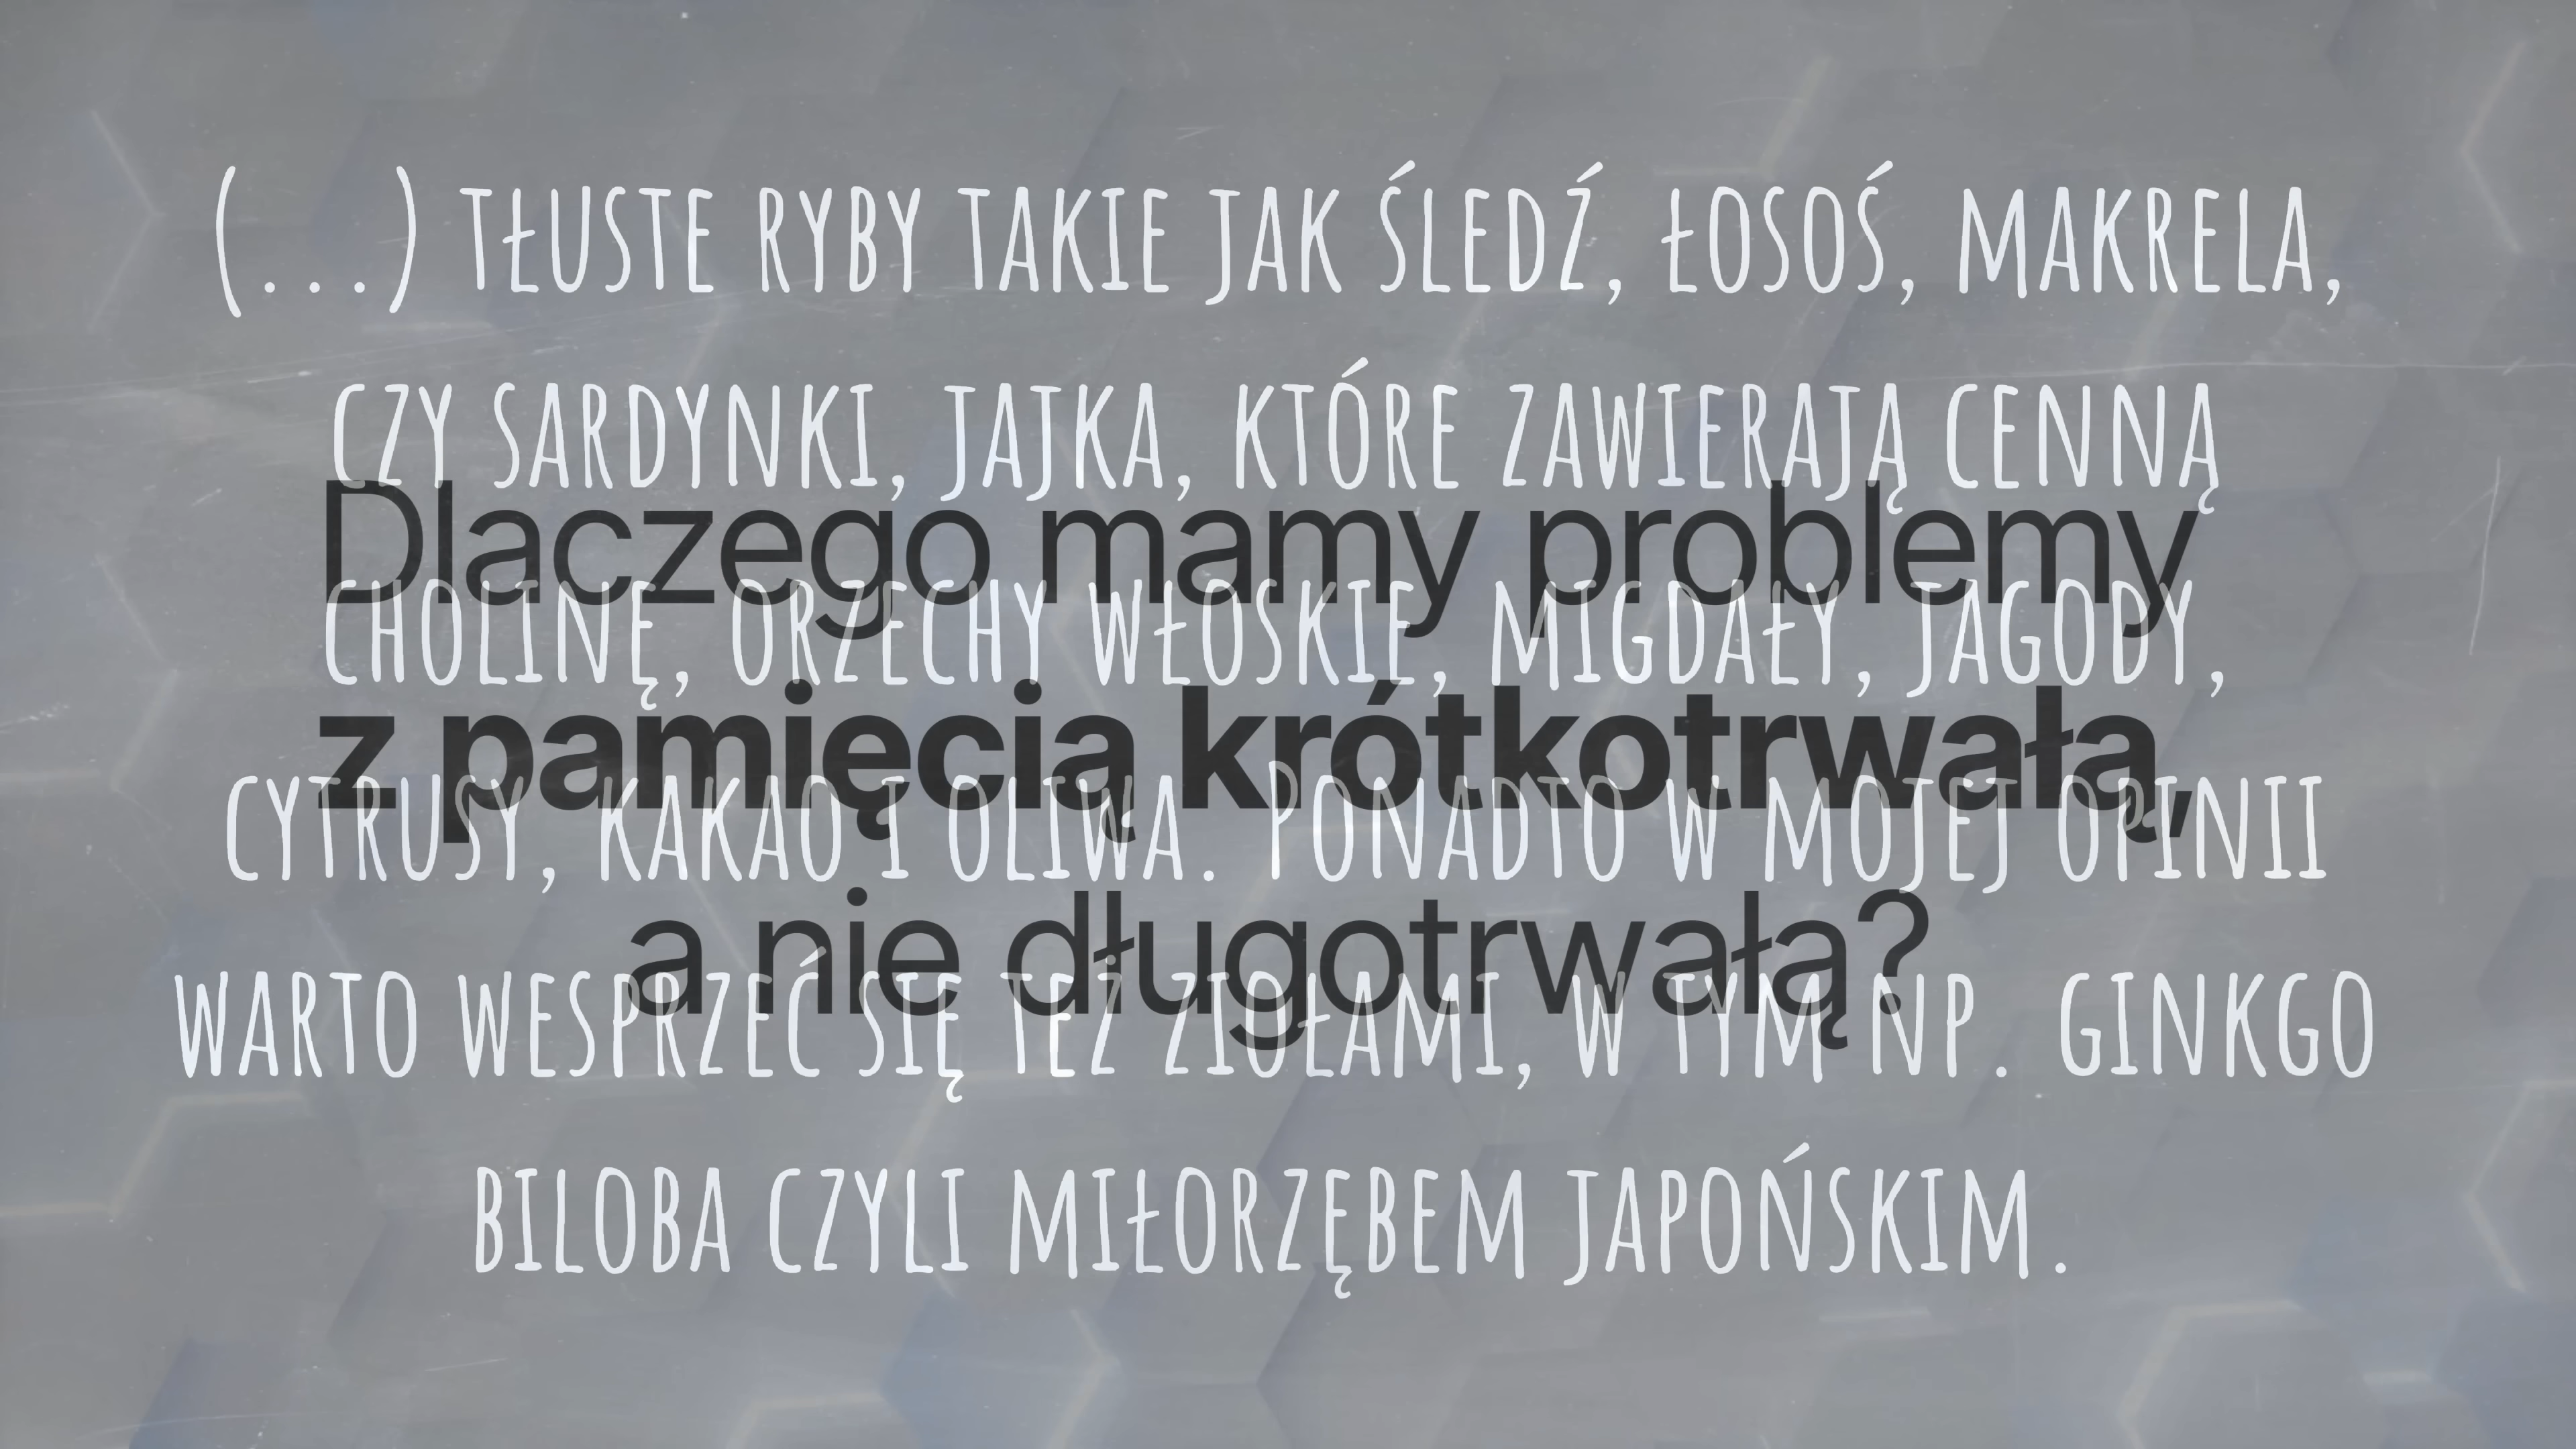 (...) TŁUSTE RYBY TAKIE JAK ŚLEDŹ, ŁOSOŚ, MAKRELA,
CZY SARDYNKI, JAJKA, KTÓRE ZAWIERAJĄ CENNĄ
Dlaczego mamy problemy
CHOLINĘ, ORZECHY WŁOSKIE, MIGDAŁY, JAGODY,
z pamięcią krótkotrwałą,
CYTRUSY, KAKAO I OLIWA. PONADTO W MOJEJ OPINII
a nie długotrwałą?
WARTO WESPRZEĆ SIĘ TEŻ ZIOŁAMI, W TYM NP. GINKGO
BILOBA CZYLI MIŁORZĘBEM JAPOŃSKIM.